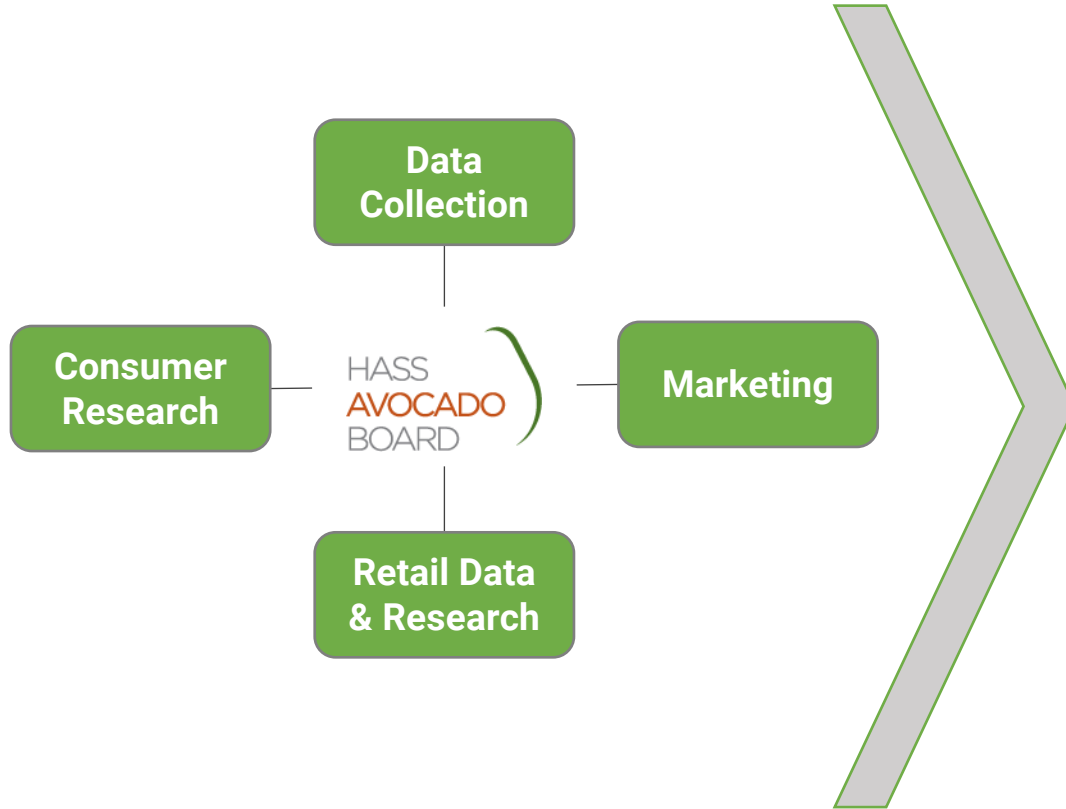 Data
Collection
Consumer
Research
HASS
AVOCADO
BOARD
Marketing
Retail Data
& Research